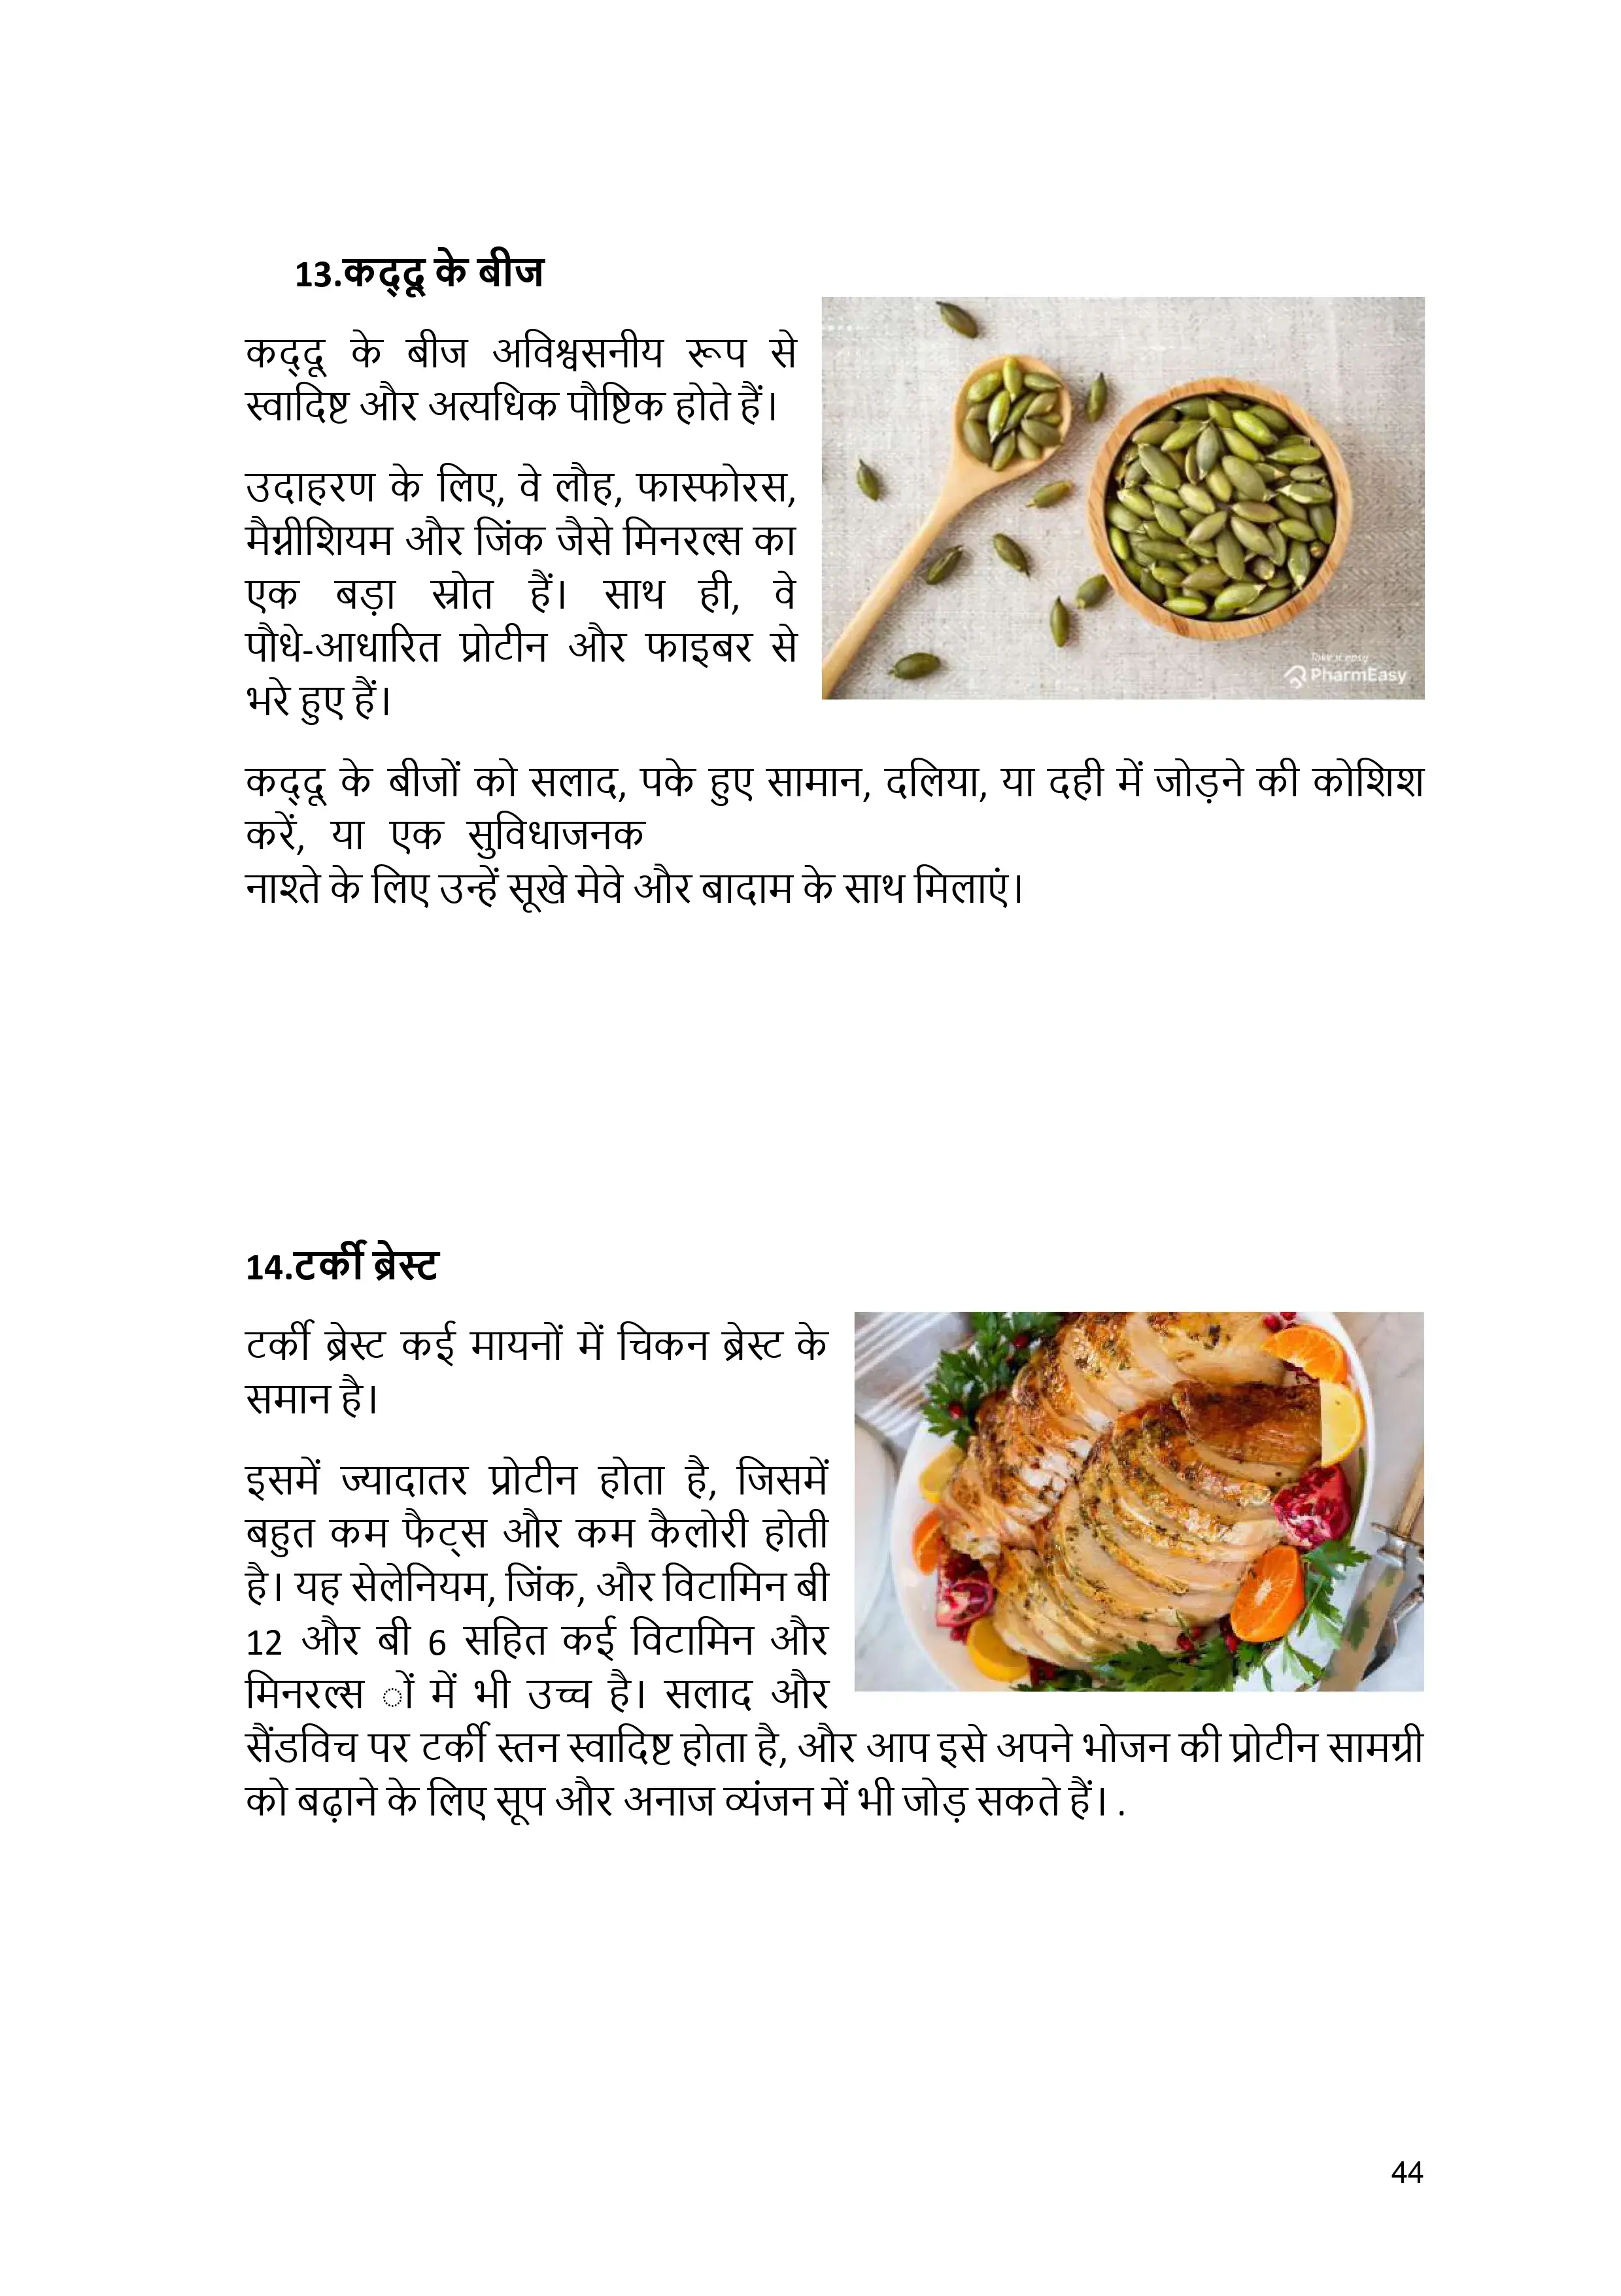 13.कद्दू के बीज
कद्दू के बीज अविश्वसनीय रूप से
स्वादिष्ट और अत्यधिक पौष्टिक होते हैं।
उदाहरण के लिए, वे लौह, फास्फोरस,
मैग्नीशियम और जिंक जैसे मिनरल्स का
एक बड़ा स्रोत हैं। साथ ही, वे
पौधे-आधारित प्रोटीन और फाइबर से
भरे हुए हैं।
Take it easy
PharmEasy
कद्दू के बीजों को सलाद, पके हुए सामान, दलिया, या दही में जोड़ने की कोशिश
करें, या एक सुविधाजनक
नाश्ते के लिए उन्हें सूखे मेवे और बादाम के साथ मिलाएं।
14.टर्की ब्रेस्ट
टर्की ब्रेस्ट कई मायनों में चिकन ब्रेस्ट के
समान है।
इसमें ज्यादातर प्रोटीन होता है, जिसमें
बहुत कम फैट्स और कम कैलोरी होती
है। यह सेलेनियम, जिंक, और विटामिन बी
12 और बी 6 सहित कई विटामिन और
मिनरल्स ों में भी उच्च है। सलाद और
सैंडविच पर टर्की स्तन स्वादिष्ट होता है, और आप इसे अपने भोजन की प्रोटीन सामग्री
को बढ़ाने के लिए सूप और अनाज व्यंजन में भी जोड़ सकते हैं। .
44